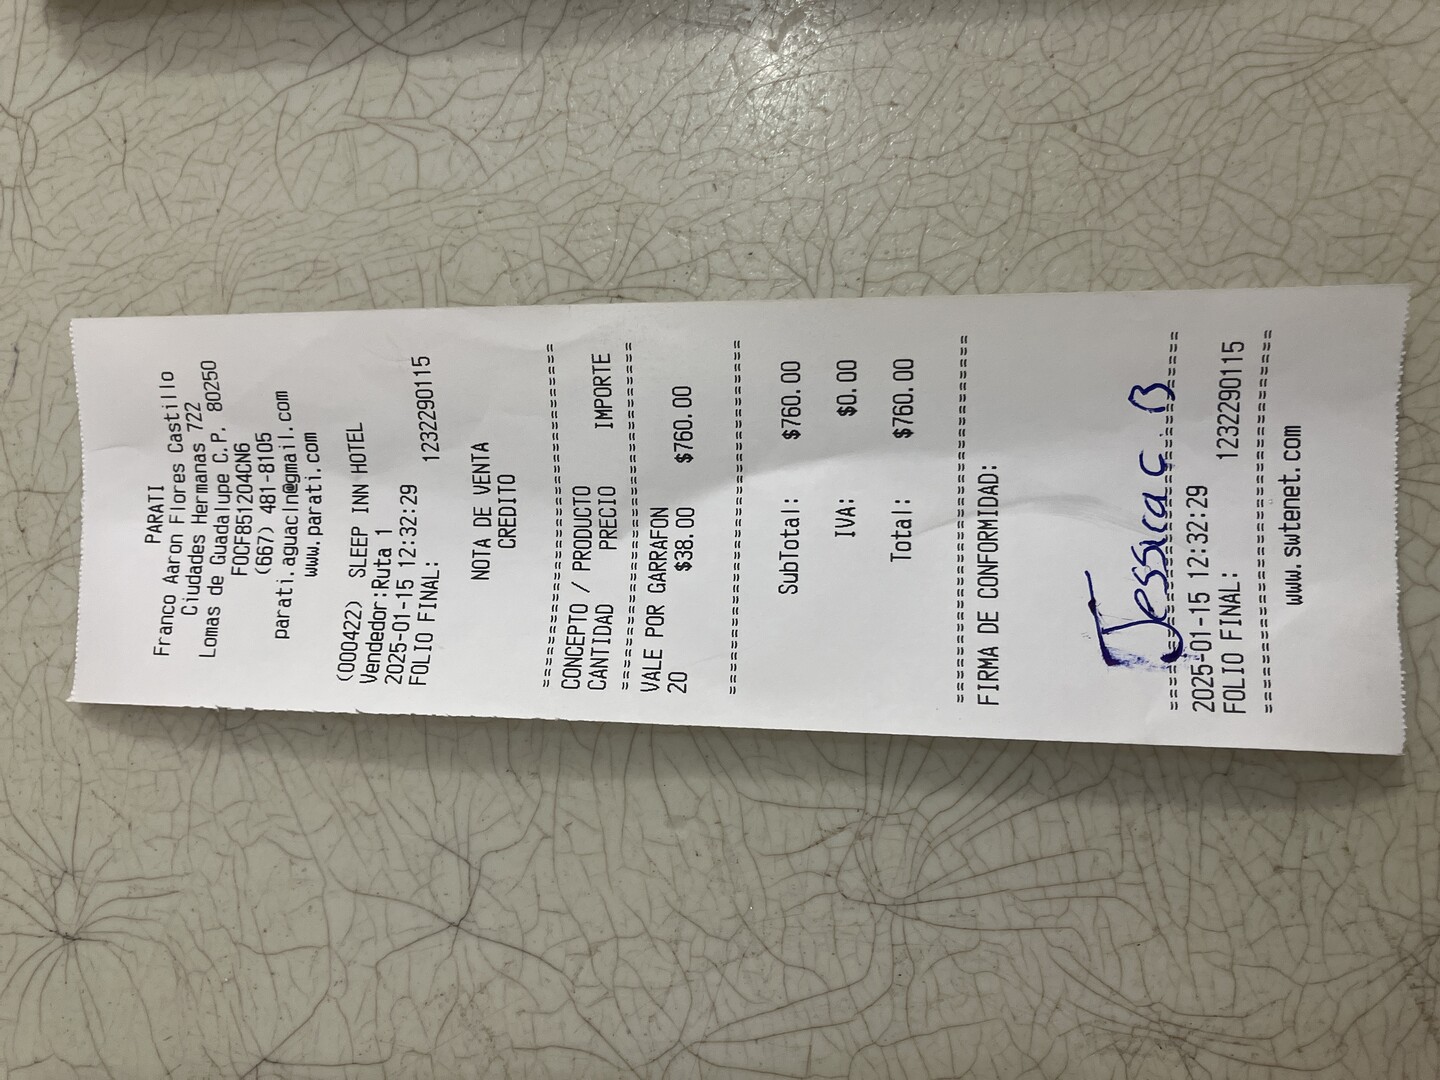 PARATI
Franco Aaron Flores Castillo
Ciudades Hermanas 722
Lomas de Guadalupe C.P. 80250
FOCF851204CN6
(667) 481-8105
parati.aguacln@gmail.com
www.parati.com
(000422) SLEEP INN HOTEL
Vendedor:Ruta 1
2025-01-15 12:32:29
FOLIO FINAL: 1232290115
NOTA DE VENTA
CREDITO
==============================
CONCEPTO / PRODUCTO
CANTIDAD PRECIO IMPORTE
==============================
VALE POR GARRAFON
20 $38.00 $760.00
==============================
SubTotal: $760.00
IVA: $0.00
Total: $760.00
==============================
FIRMA DE CONFORMIDAD:
Jessica C. B
==============================
2025-01-15 12:32:29
FOLIO FINAL: 1232290115
==============================
www.swtenet.com